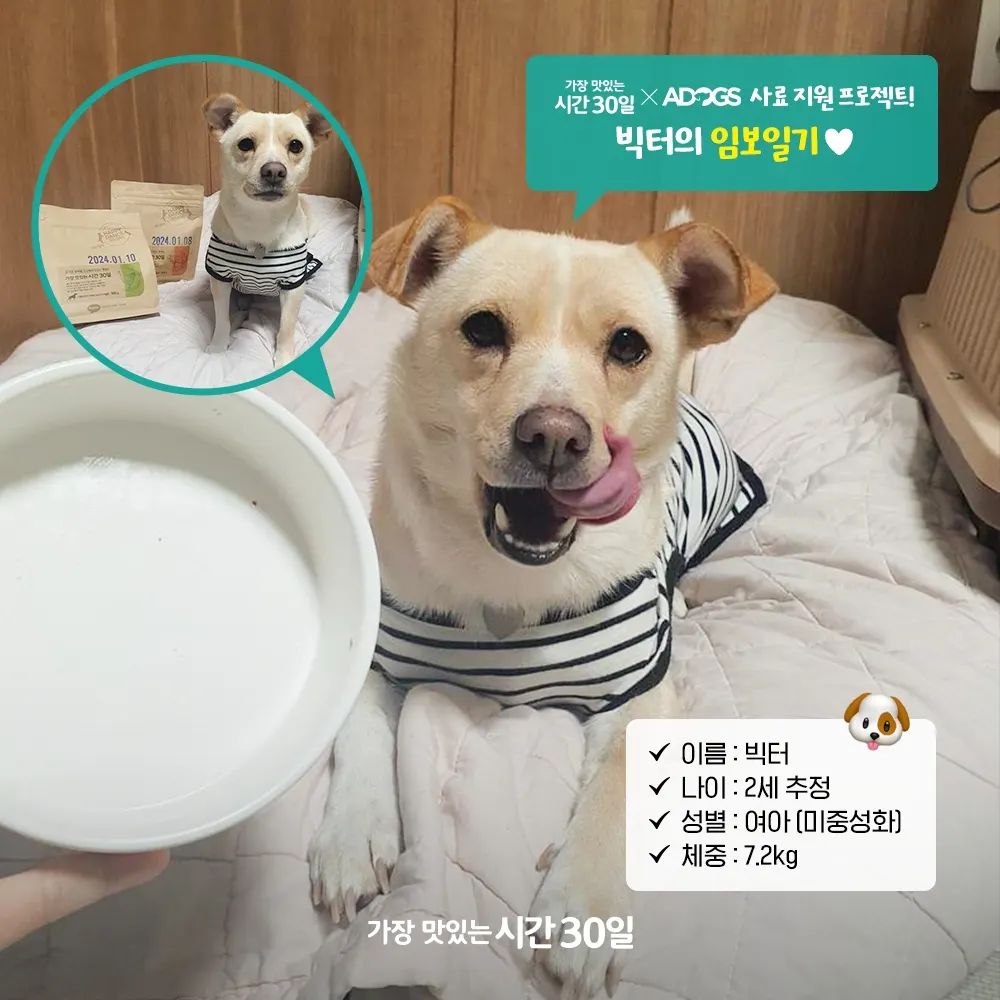 가장 맛있는
시간 30일 × ADOGS 사료 지원 프로젝트!
빅터의 임보일기
2024.01.10
2024.01.08
가장 맛있는 시간 30일
이름 : 빅터
나이 : 2세 추정
성별 : 여아 (미중성화)
체중 : 7.2kg
가장 맛있는 시간 30일